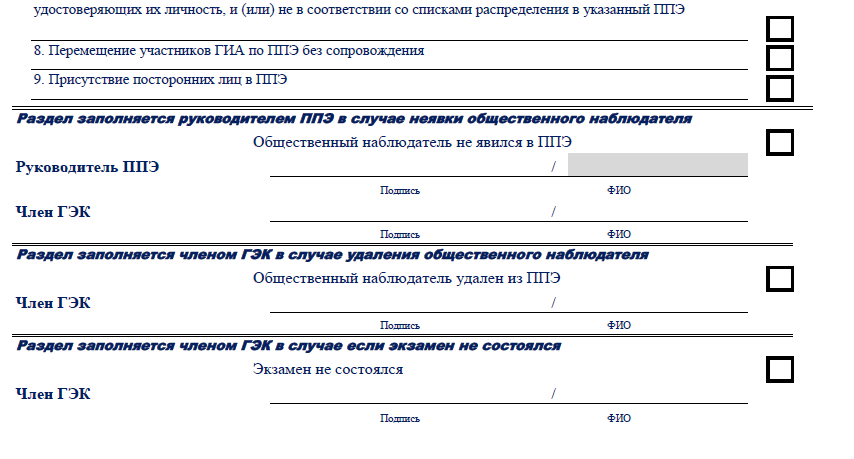 удостоверяющих их личность, и (или) не в соответствии со списками распределения в указанный ППЭ
8. Перемещение участников ГИА по ППЭ без сопровождения
9. Присутствие посторонних лиц в ППЭ
Раздел заполняется руководителем ППЭ в случае неявки общественного наблюдателя
Общественный наблюдатель не явился в ППЭ
Руководитель ППЭ /
Подпись ФИО
Член ГЭК /
Подпись ФИО
Раздел заполняется членом ГЭК в случае удаления общественного наблюдателя
Общественный наблюдатель удален из ППЭ
Член ГЭК /
Подпись ФИО
Раздел заполняется членом ГЭК в случае если экзамен не состоялся
Экзамен не состоялся
Член ГЭК /
Подпись ФИО